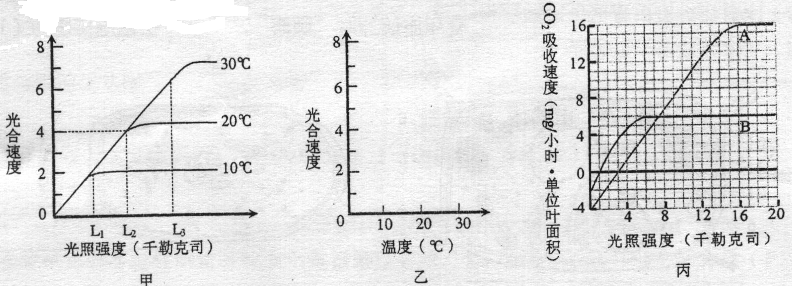 光合速度
8
6
4
2
0
30℃
20℃
10℃
L₁ L₂ L₃
光照强度（千勒克司）
甲
光合速度
8
6
4
2
0
10 20 30
温度（℃）
乙
CO₂吸收速度（mg/小时·单位叶面积）
16
12
8
4
0
-4
A
B
4 8 12 16 20
光照强度（千勒克司）
丙